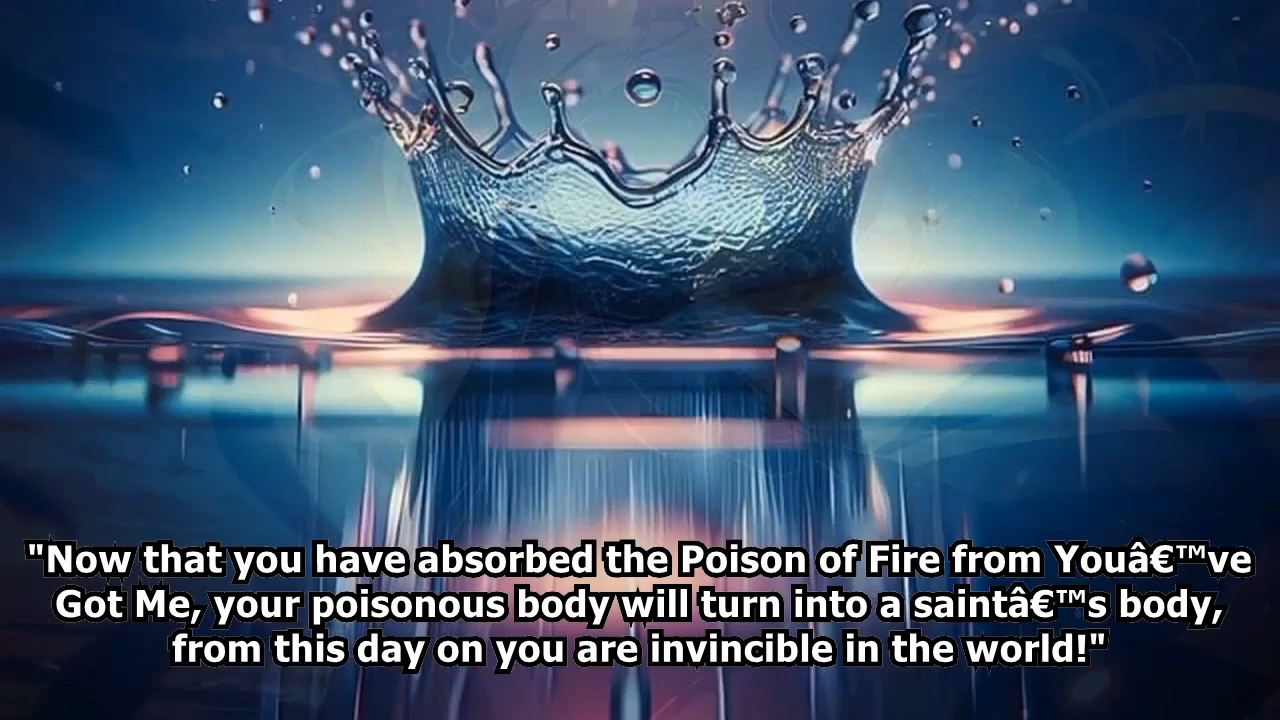 "Now that you have absorbed the Poison of Fire from Youâ€™ve
Got Me, your poisonous body will turn into a saintâ€™s body,
from this day on you are invincible in the world!"